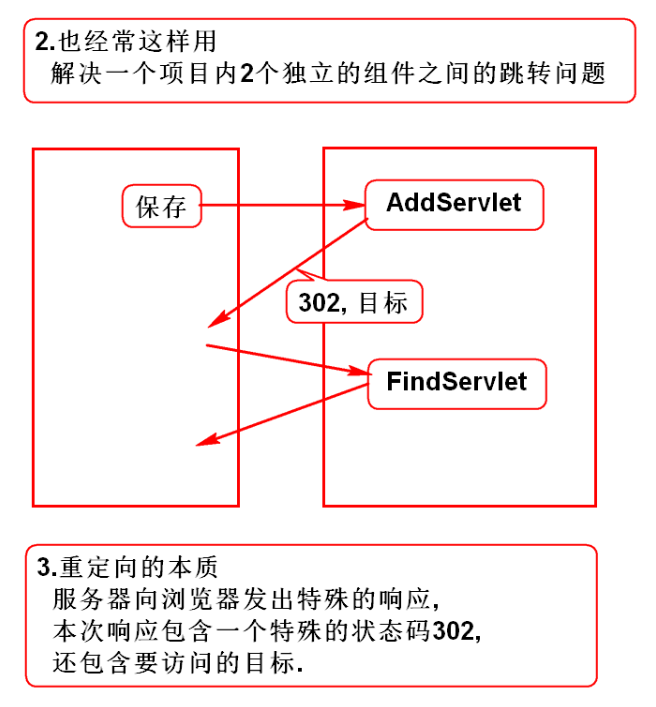 2.也经常这样用
解决一个项目内2个独立的组件之间的跳转问题
保存
AddServlet
302, 目标
FindServlet
3.重定向的本质
服务器向浏览器发出特殊的响应,
本次响应包含一个特殊的状态码302,
还包含要访问的目标.